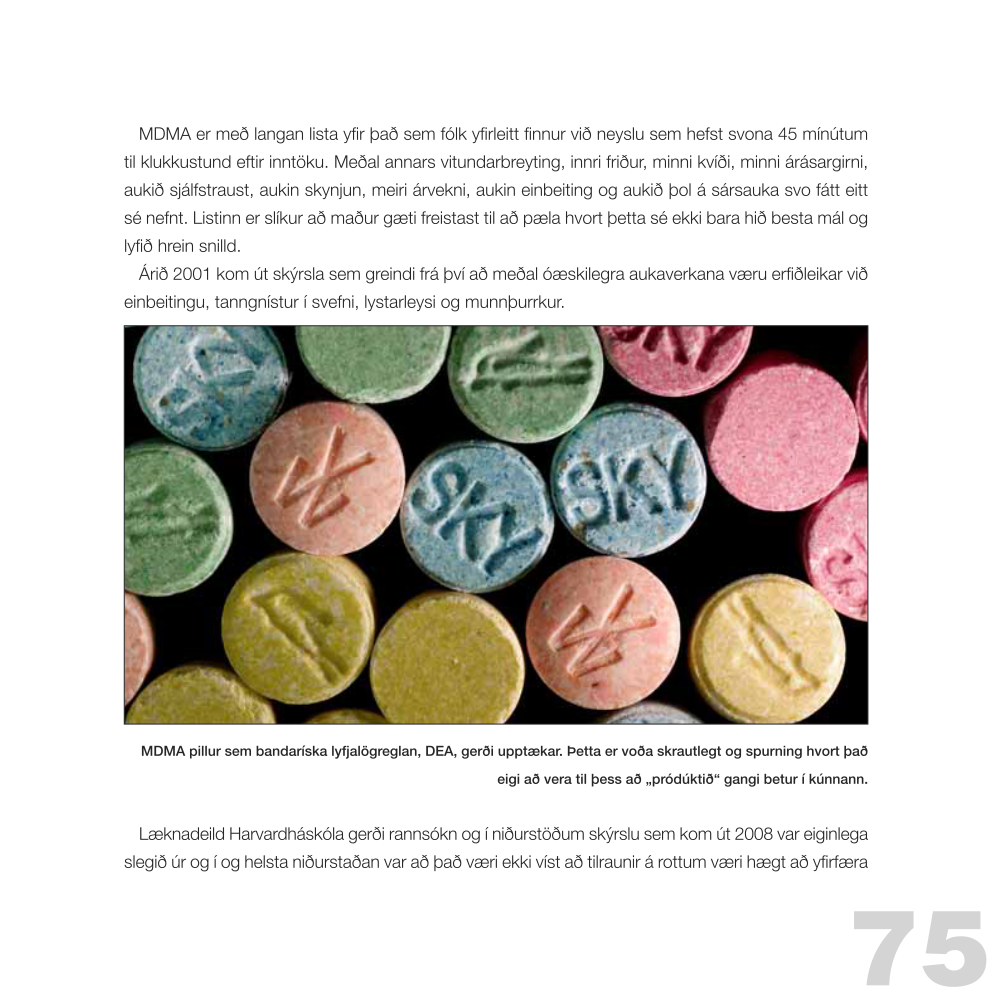 MDMA er með langan lista yfir það sem fólk yfirleitt finnur við neyslu sem hefst svona 45 mínútum
til klukkustund eftir inntöku. Meðal annars vitundarbreyting, innri friður, minni kvíði, minni árásargirni,
aukið sjálfstraust, aukin skynjun, meiri árvekni, aukin einbeiting og aukið þol á sársauka svo fátt eitt
sé nefnt. Listinn er slíkur að maður gæti freistast til að pæla hvort þetta sé ekki bara hið besta mál og
lyfið hrein snilld.
Árið 2001 kom út skýrsla sem greindi frá því að meðal óæskilegra aukaverkana væru erfiðleikar við
einbeitingu, tanngnístur í svefni, lystarleysi og munnþurrkur.
SKY
SKY
MDMA pillur sem bandaríska lyfjalögreglan, DEA, gerði upptækar. Þetta er voða skrautlegt og spurning hvort það
eigi að vera til þess að „pródúktið“ gangi betur í kúnnann.
Læknadeild Harvardháskóla gerði rannsókn og í niðurstöðum skýrslu sem kom út 2008 var eiginlega
slegið úr og í og helsta niðurstaðan var að það væri ekki víst að tilraunir á rottum væri hægt að yfirfæra
75